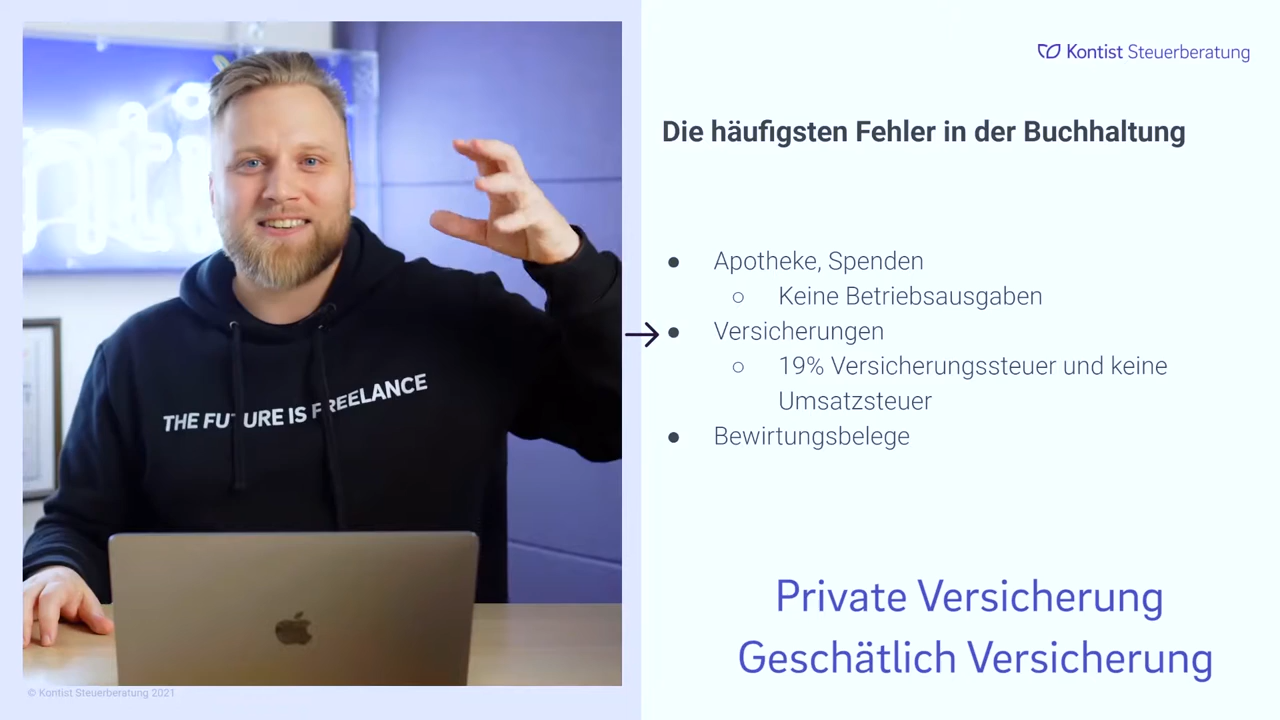 Kontist Steuerberatung
Die häufigsten Fehler in der Buchhaltung
● Apotheke, Spenden
○ Keine Betriebsausgaben
● Versicherungen
○ 19% Versicherungssteuer und keine
Umsatzsteuer
● Bewirtungsbelege
Private Versicherung
Geschätlich Versicherung
THE FUTURE IS FREELANCE
© Kontist Steuerberatung 2021